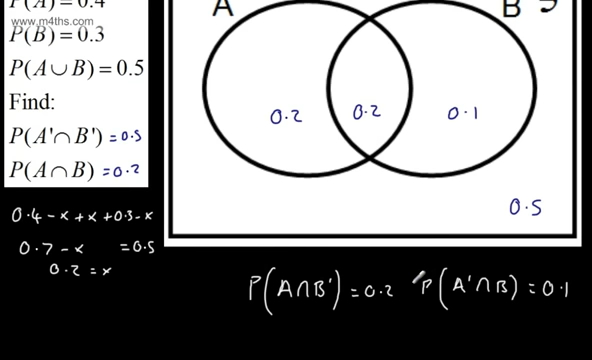 P(A) = 0.4
www.m4ths.com
P(B) = 0.3
P(A∪B) = 0.5
Find:
P(A'∩B') = 0.5
P(A∩B) = 0.2
A B
0.2 0.2 0.1
0.5
0.4 - x + x + 0.3 - x
0.7 - x = 0.5
0.2 = x
P(A∩B') = 0.2 P(A'∩B) = 0.1